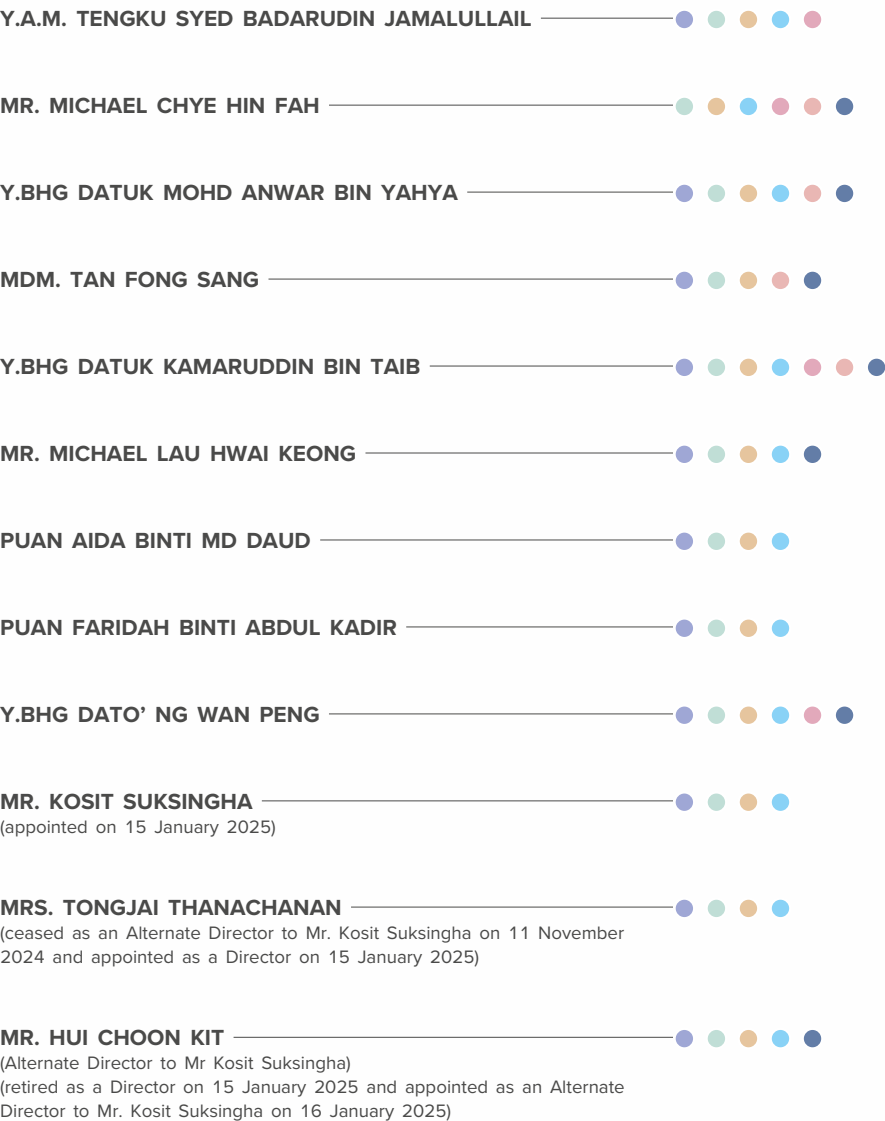 Y.A.M. TENGKU SYED BADARUDIN JAMALULLAIL
MR. MICHAEL CHYE HIN FAH
Y.BHG DATUK MOHD ANWAR BIN YAHYA
MDM. TAN FONG SANG
Y.BHG DATUK KAMARUDDIN BIN TAIB
MR. MICHAEL LAU HWAI KEONG
PUAN AIDA BINTI MD DAUD
PUAN FARIDAH BINTI ABDUL KADIR
Y.BHG DATO’ NG WAN PENG
MR. KOSIT SUKSINGHA
(appointed on 15 January 2025)
MRS. TONGJAI THANACHANAN
(ceased as an Alternate Director to Mr. Kosit Suksingha on 11 November
2024 and appointed as a Director on 15 January 2025)
MR. HUI CHOON KIT
(Alternate Director to Mr Kosit Suksingha)
(retired as a Director on 15 January 2025 and appointed as an Alternate
Director to Mr. Kosit Suksingha on 16 January 2025)